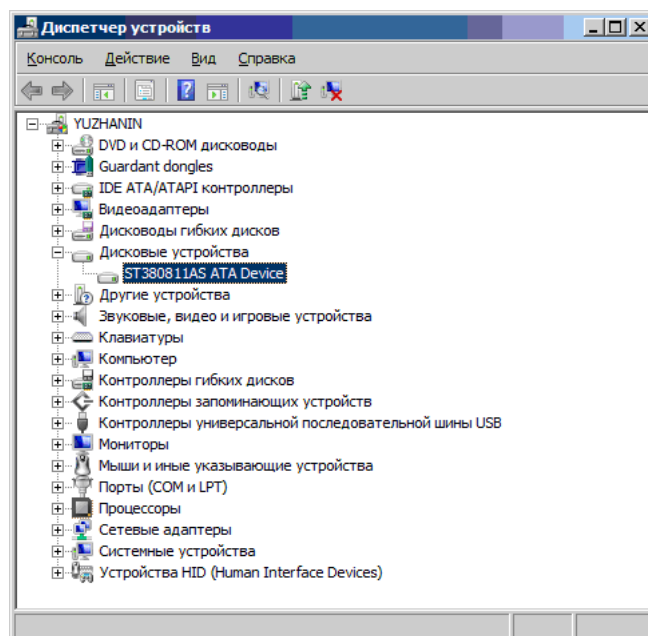 Диспетчер устройств
Консоль Действие Вид Справка
YUZHANIN
DVD и CD-ROM дисководы
Guardant dongles
IDE ATA/ATAPI контроллеры
Видеоадаптеры
Дисководы гибких дисков
Дисковые устройства
ST380811AS ATA Device
Другие устройства
Звуковые, видео и игровые устройства
Клавиатуры
Компьютер
Контроллеры гибких дисков
Контроллеры запоминающих устройств
Контроллеры универсальной последовательной шины USB
Мониторы
Мыши и иные указывающие устройства
Порты (COM и LPT)
Процессоры
Сетевые адаптеры
Системные устройства
Устройства HID (Human Interface Devices)